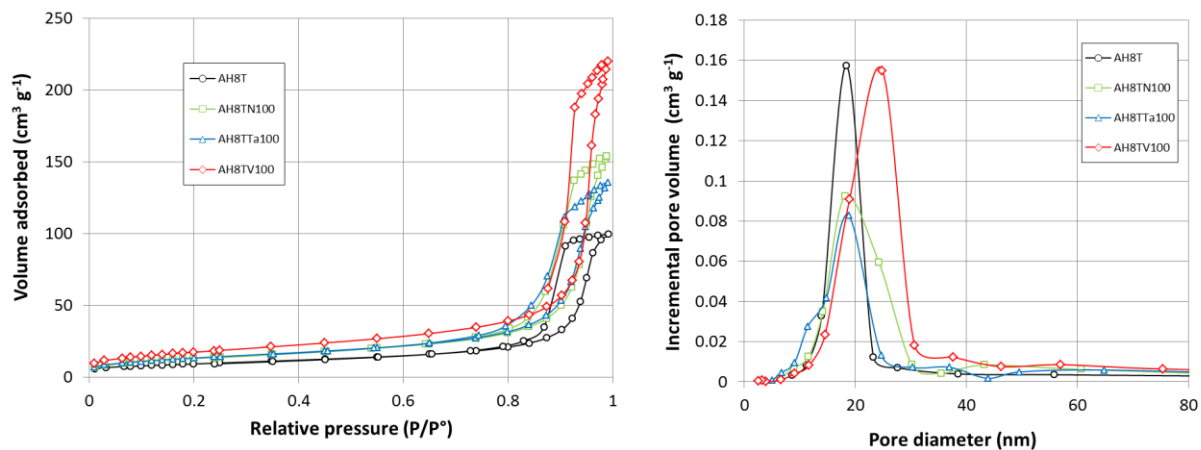 250
200
150
100
50
0
Volume adsorbed (cm³ g⁻¹)
AH8T
AH8TN100
AH8TTa100
AH8TV100
0 0.2 0.4 0.6 0.8 1
Relative pressure (P/P°)
0.18
0.16
0.14
0.12
0.1
0.08
0.06
0.04
0.02
0
Incremental pore volume (cm³ g⁻¹)
AH8T
AH8TN100
AH8TTa100
AH8TV100
0 20 40 60 80
Pore diameter (nm)